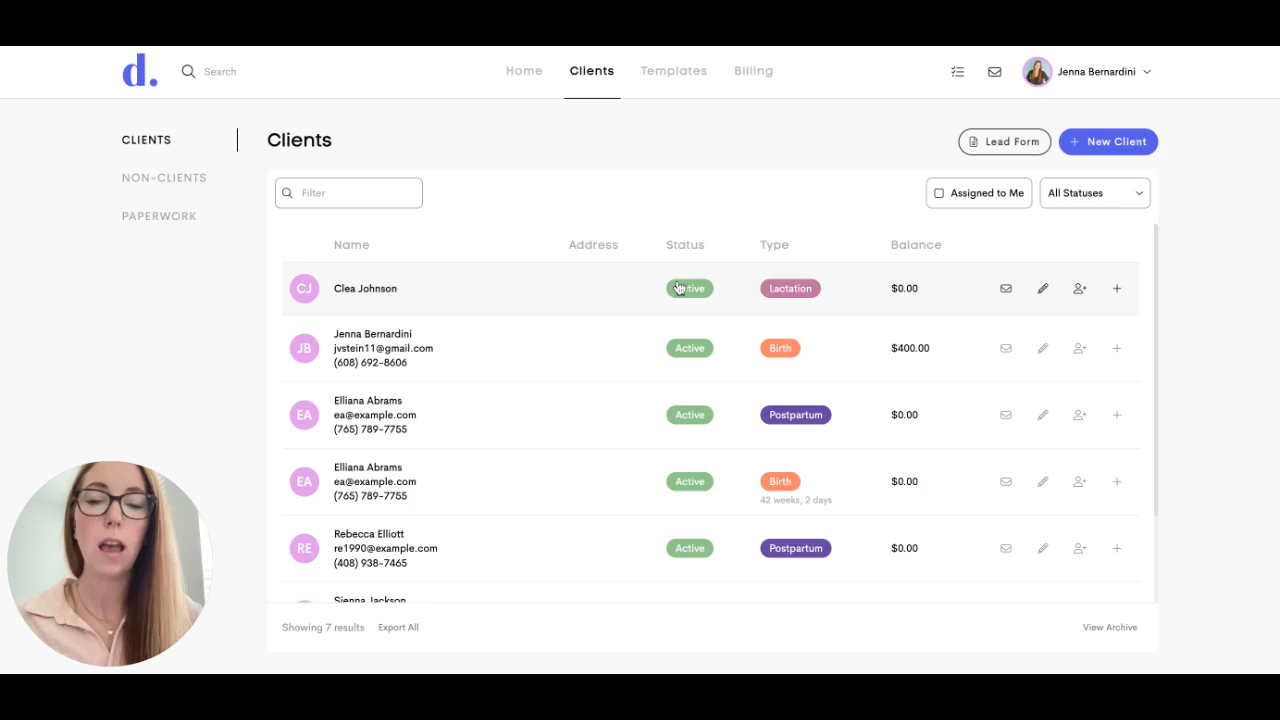 d.
Search
Home
Clients
Templates
Billing
Jenna Bernardini
CLIENTS
NON-CLIENTS
PAPERWORK
Clients
Lead Form
+ New Client
Filter
Assigned to Me
All Statuses
Name Address Status Type Balance
CJ Clea Johnson Lactation $0.00
Jenna Bernardini
JB jvstein11@gmail.com Active Birth $400.00
(608) 692-8606
Elliana Abrams
EA ea@example.com Active Postpartum $0.00
(765) 789-7755
Elliana Abrams
EA ea@example.com Active Birth $0.00
(765) 789-7755 42 weeks, 2 days
Rebecca Elliott
RE re1990@example.com Active Postpartum $0.00
(408) 938-7465
Sienna Jackson
Showing 7 results Export All View Archive